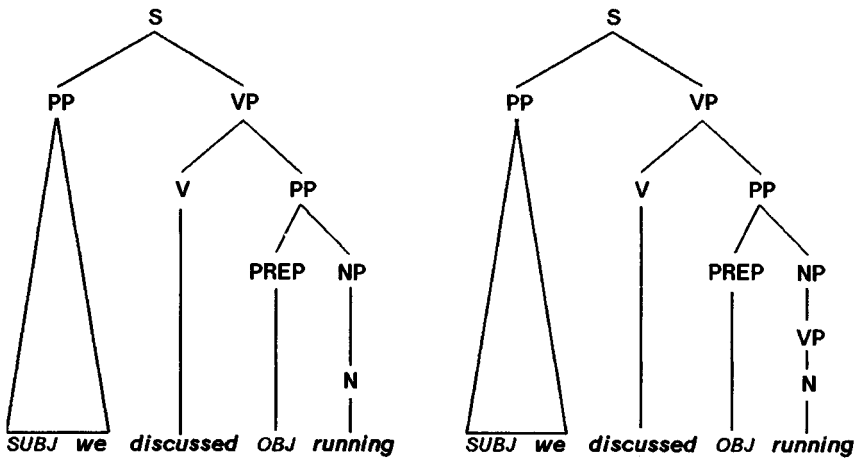 S S
PP VP PP VP
V PP V PP
PREP NP PREP NP
VP
N N
SUBJ we discussed OBJ running SUBJ we discussed OBJ running